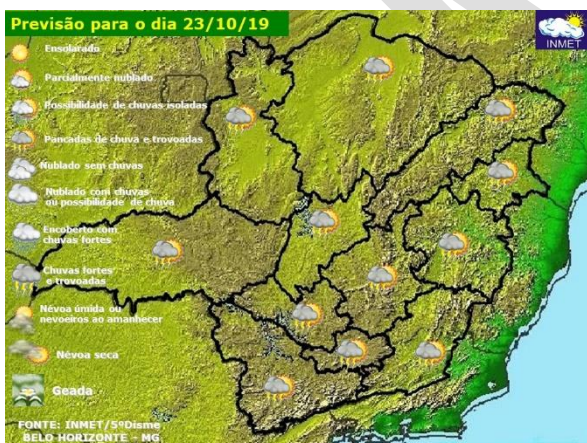 Previsão para o dia 23/10/19
INMET
Ensolarado
Parcialmente nublado
Possibilidade de chuvas isoladas
Pancadas de chuva e trovoadas
Nublado sem chuvas
Nublado com chuvas
ou possibilidade de chuva
Encoberto com
chuvas fortes
Chuvas fortes
e trovoadas
Névoa úmida ou
nevoeiros ao amanhecer
Névoa seca
Geada
FONTE: INMET/5ºDisme
BELO HORIZONTE - MG